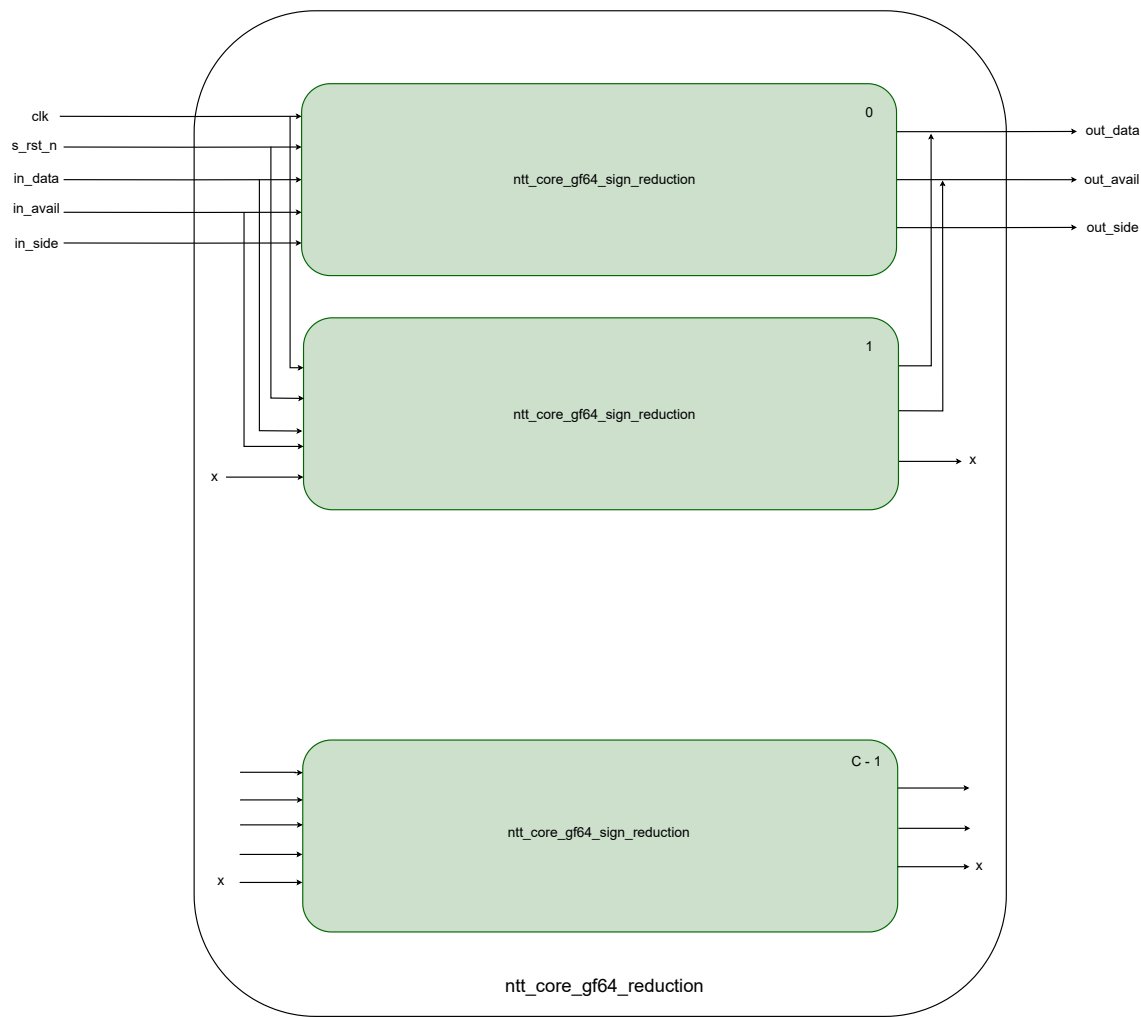 clk
s_rst_n
in_data
in_avail
in_side
0
ntt_core_gf64_sign_reduction
out_data
out_avail
out_side
1
ntt_core_gf64_sign_reduction
x
x
C - 1
ntt_core_gf64_sign_reduction
x
x
ntt_core_gf64_reduction